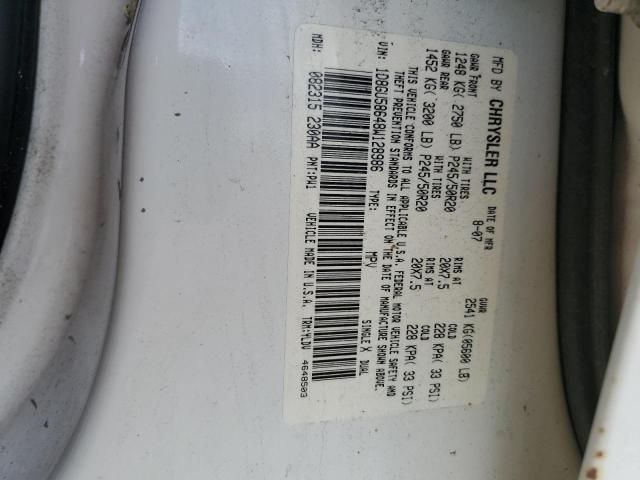 MFD BY CHRYSLER LLC DATE OF MFR 8-07 GVWR 2541 KG(05600 LB)
GAWR FRONT WITH TIRES RIMS AT COLD
1248 KG( 2750 LB) P245/50R20 20X7.5 228 KPA( 33 PSI)
GAWR REAR WITH TIRES RIMS AT COLD
1452 KG( 3200 LB) P245/50R20 20X7.5 228 KPA( 33 PSI)
THIS VEHICLE CONFORMS TO ALL APPLICABLE U.S.A. FEDERAL MOTOR VEHICLE SAFETY AND
THEFT PREVENTION STANDARDS IN EFFECT ON THE DATE OF MANUFACTURE SHOWN ABOVE.
VIN: 1D8GU58648W128986 TYPE: MPV SINGLE X DUAL
MDH: 082315 230AA PNT:PW1 VEHICLE MADE IN U.S.A. TRM:YLDV 4648503